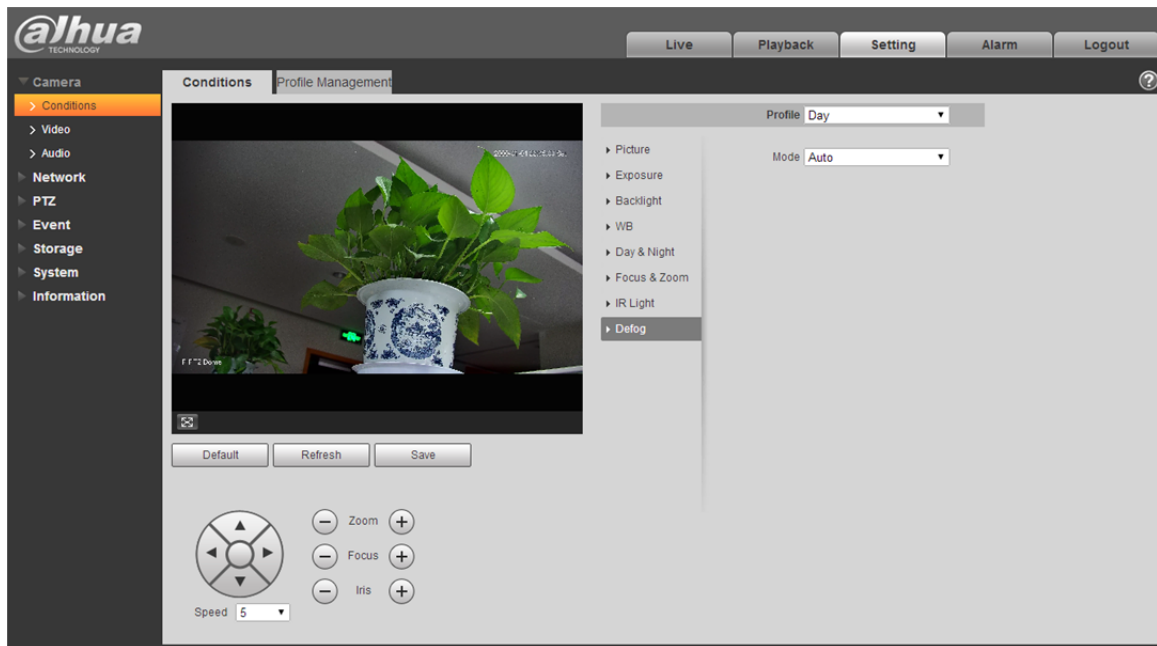 alhua
TECHNOLOGY
Live
Playback
Setting
Alarm
Logout
Camera
Conditions
Video
Audio
Network
PTZ
Event
Storage
System
Information
Conditions
Profile Management
?
Default
Refresh
Save
Zoom
Focus
Iris
Speed 5
Profile Day
Picture
Exposure
Backlight
WB
Day & Night
Focus & Zoom
IR Light
Defog
Mode Auto